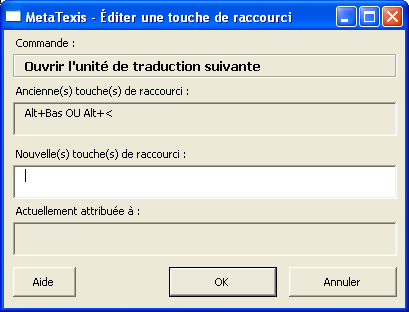 MetaTexis - Éditer une touche de raccourci
Commande :
Ouvrir l'unité de traduction suivante
Ancienne(s) touche(s) de raccourci :
Alt+Bas OU Alt+<
Nouvelle(s) touche(s) de raccourci :
Actuellement attribuée à :
Aide OK Annuler